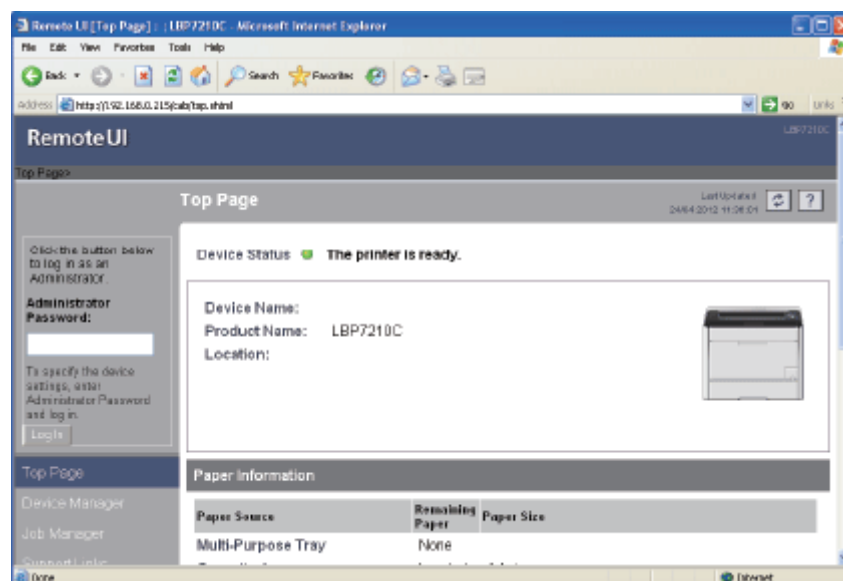 Remote UI [Top Page] : ; LBP7210C - Microsoft Internet Explorer
File Edit View Favorites Tools Help
Back Search Favorites
Address http://192.168.0.215/cab/top.shtml Go Links
Remote UI
LBP7210C
Top Page>
Top Page
Last Updated
24/04/2012 11:36:01
?
Click the button below
to log in as an
Administrator.
Administrator
Password:
To specify the device
settings, enter
Administrator Password
and log in.
Log In
Device Status The printer is ready.
Device Name:
Product Name: LBP7210C
Location:
Top Page
Device Manager
Job Manager
Support Links
Paper Information
Paper Source Remaining Paper Paper Size
Multi-Purpose Tray None
Done Internet